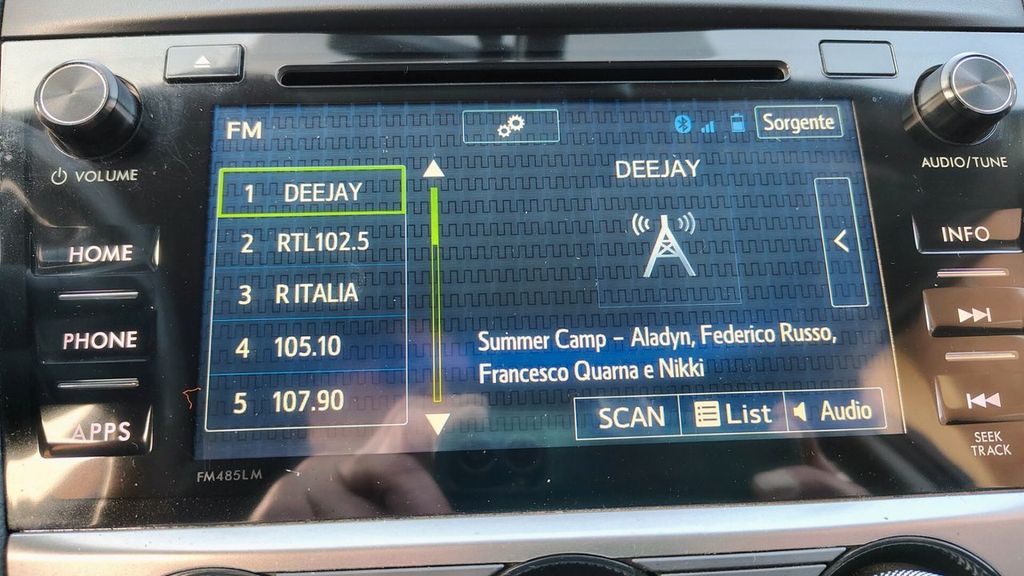 VOLUME
AUDIO/TUNE
HOME
PHONE
APPS
INFO
SEEK
TRACK
FM485LM
FM
Sorgente
1 DEEJAY
2 RTL102.5
3 R ITALIA
4 105.10
5 107.90
DEEJAY
Summer Camp – Aladyn, Federico Russo,
Francesco Quarna e Nikki
SCAN List Audio